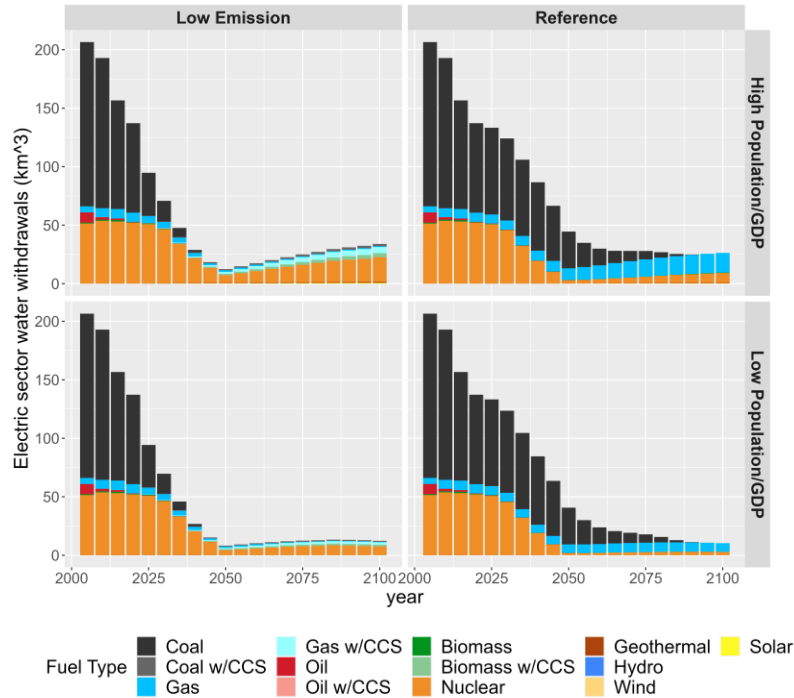 Low Emission
Reference
Electric sector water withdrawals (km^3)
200
150
100
50
0
High Population/GDP
200
150
100
50
0
Low Population/GDP
2000 2025 2050 2075 2100
2000 2025 2050 2075 2100
year
Fuel Type
Coal
Coal w/CCS
Gas
Gas w/CCS
Oil
Oil w/CCS
Biomass
Biomass w/CCS
Nuclear
Geothermal
Hydro
Wind
Solar